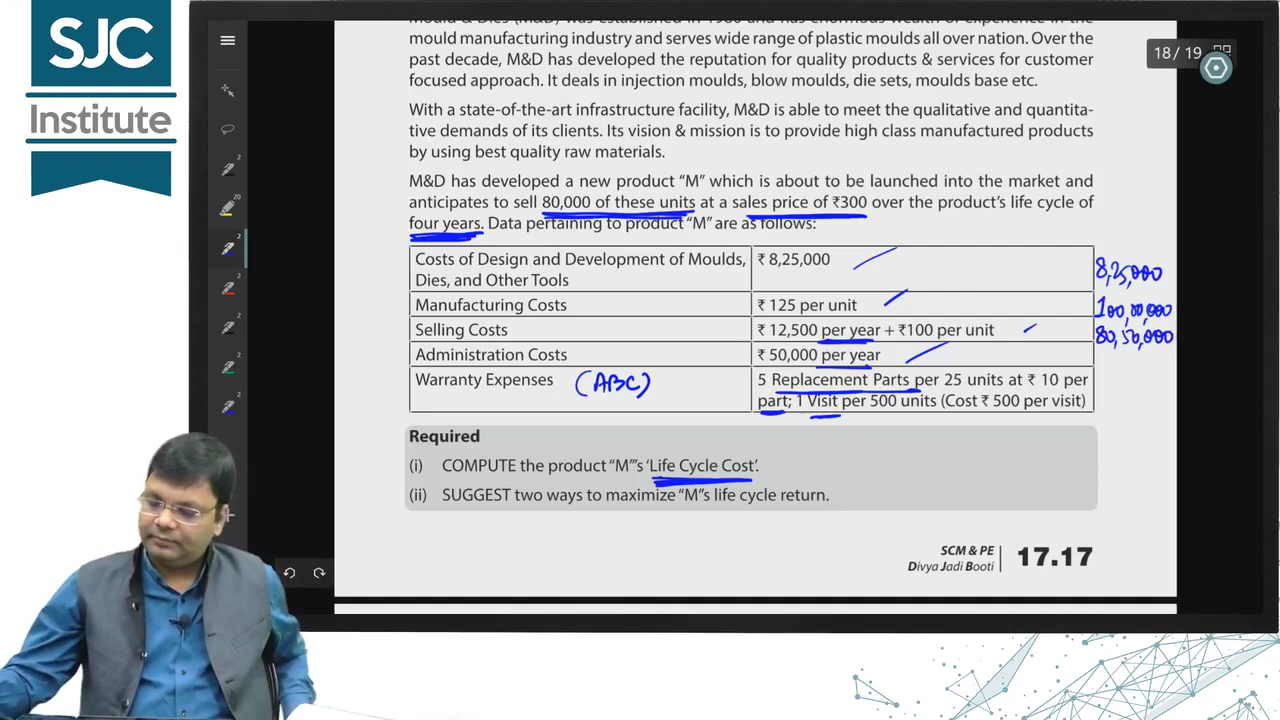 SJC
Institute
mould manufacturing industry and serves wide range of plastic moulds all over nation. Over the
past decade, M&D has developed the reputation for quality products & services for customer
focused approach. It deals in injection moulds, blow moulds, die sets, moulds base etc.
With a state-of-the-art infrastructure facility, M&D is able to meet the qualitative and quantita-
tive demands of its clients. Its vision & mission is to provide high class manufactured products
by using best quality raw materials.
M&D has developed a new product “M” which is about to be launched into the market and
anticipates to sell 80,000 of these units at a sales price of ₹300 over the product’s life cycle of
four years. Data pertaining to product “M” are as follows:
Costs of Design and Development of Moulds, Dies, and Other Tools ₹ 8,25,000 8,25,000
Manufacturing Costs ₹ 125 per unit 100,00,000
Selling Costs ₹ 12,500 per year + ₹100 per unit 80,50,000
Administration Costs ₹ 50,000 per year
Warranty Expenses (ABC) 5 Replacement Parts per 25 units at ₹ 10 per
part; 1 Visit per 500 units (Cost ₹ 500 per visit)
Required
(i) COMPUTE the product “M”’s ‘Life Cycle Cost’.
(ii) SUGGEST two ways to maximize “M”s life cycle return.
SCM & PE
Divya Jadi Booti
17.17
18 / 19
2
20
2
2
2
2
2